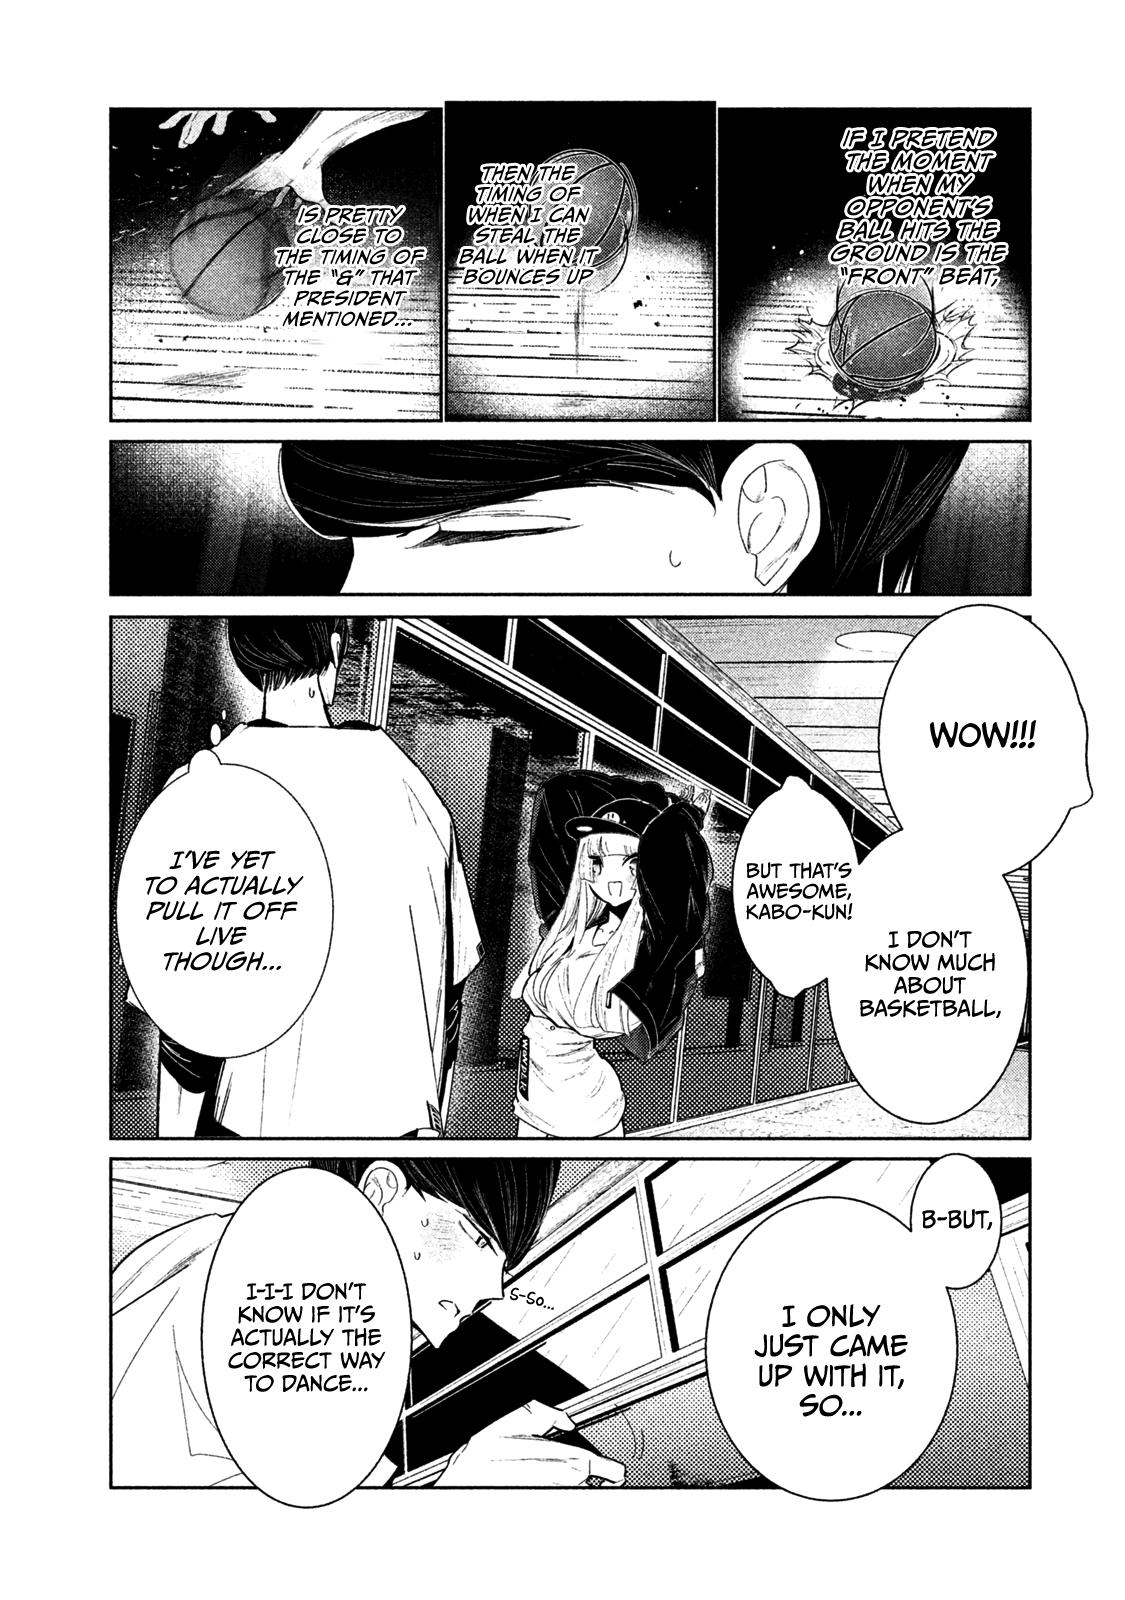 IF I PRETEND
THE MOMENT
WHEN MY
OPPONENT'S
BALL HITS THE
GROUND IS THE
"FRONT" BEAT,
THEN THE
TIMING OF
WHEN I CAN
STEAL THE
BALL WHEN IT
BOUNCES UP
IS PRETTY
CLOSE TO
THE TIMING OF
THE "&" THAT
PRESIDENT
MENTIONED...
WOW!!!
I DON'T
KNOW MUCH
ABOUT
BASKETBALL,
BUT THAT'S
AWESOME,
KABO-KUN!
I'VE YET
TO ACTUALLY
PULL IT OFF
LIVE
THOUGH...
B-BUT,
I ONLY
JUST CAME
UP WITH IT,
SO...
S-SO...
I-I-I DON'T
KNOW IF IT'S
ACTUALLY THE
CORRECT WAY
TO DANCE...